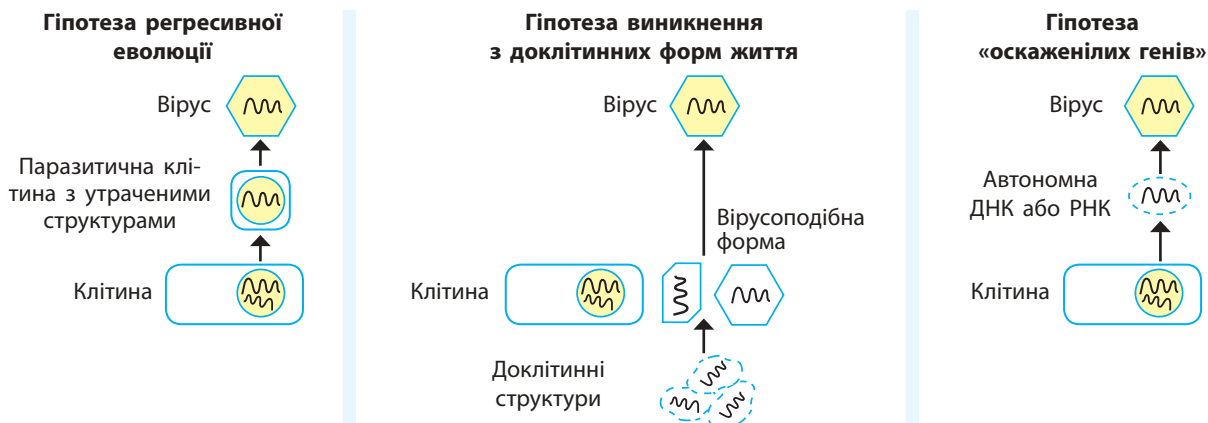 Гіпотеза регресивної
еволюції
Вірус
Паразитична клі-
тина з утраченими
структурами
Клітина
Гіпотеза виникнення
з доклітинних форм життя
Вірус
Вірусоподібна
форма
Клітина
Доклітинні
структури
Гіпотеза
«оскаженілих генів»
Вірус
Автономна
ДНК або РНК
Клітина